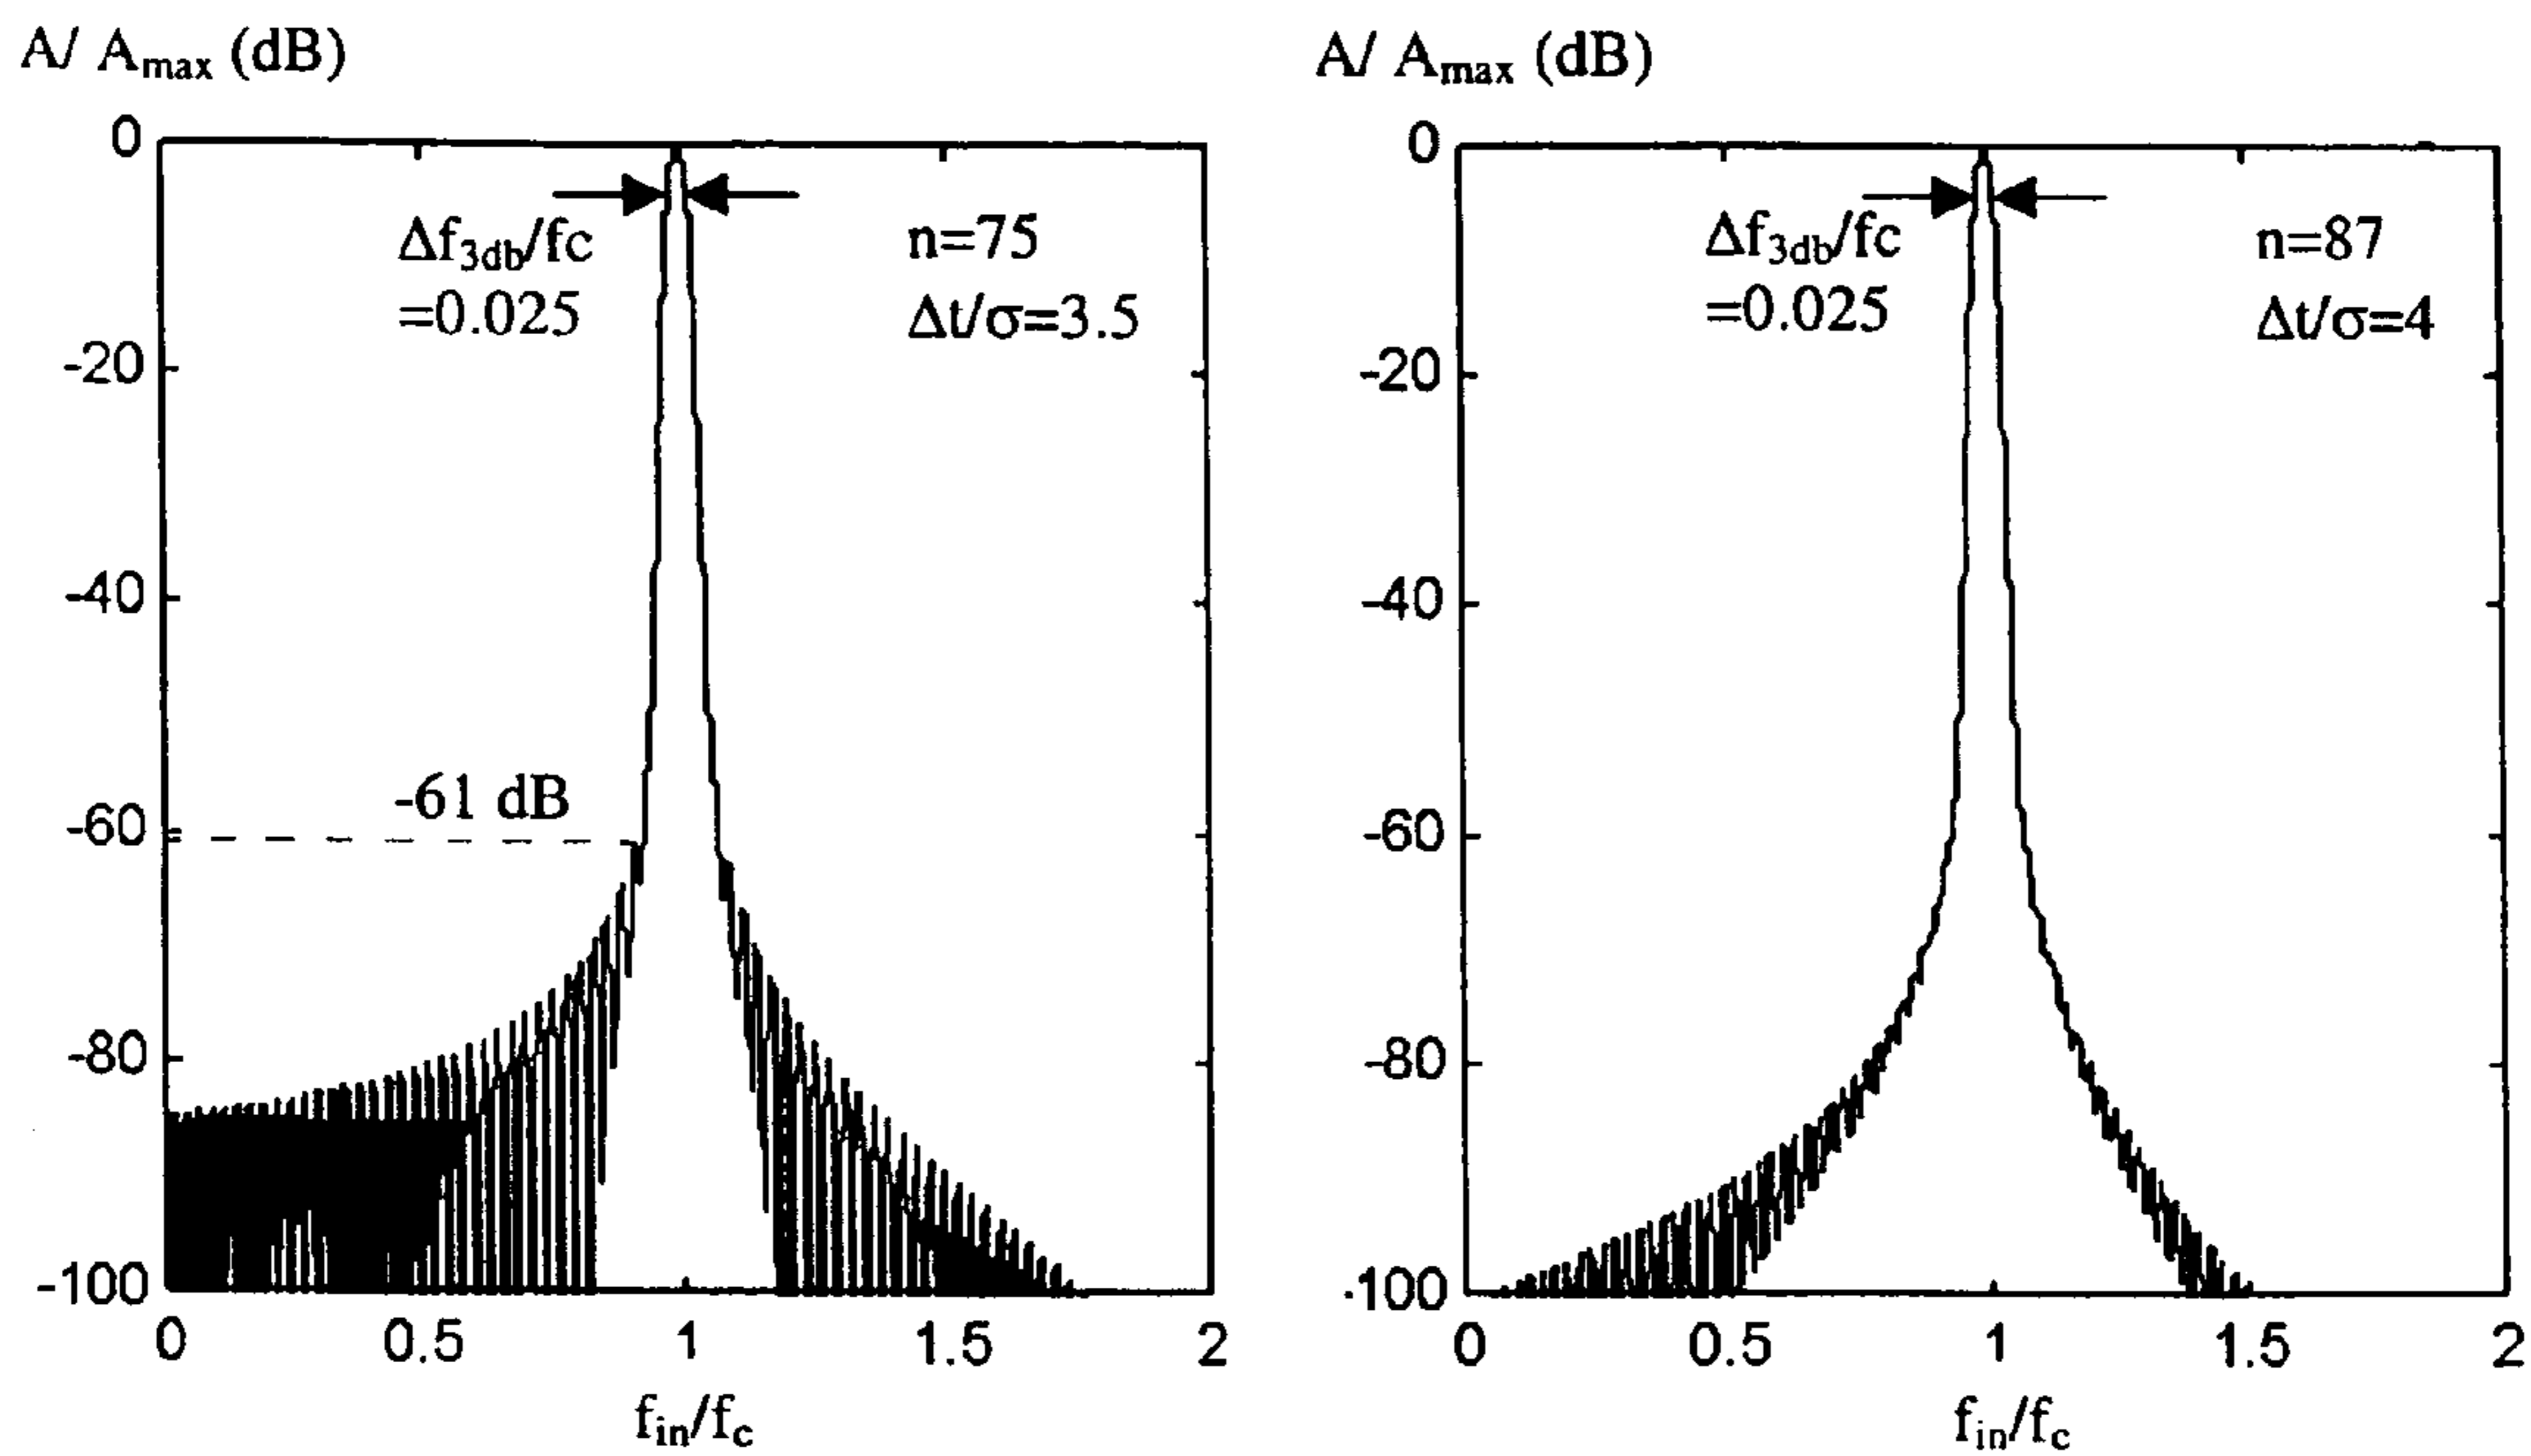 A/ Amax (dB)
0
-20
-40
-60
-80
-100
Δf3db/fc
=0.025
n=75
Δt/σ=3.5
-61 dB
0 0.5 1 1.5 2
fin/fc
A/ Amax (dB)
0
-20
-40
-60
-80
-100
Δf3db/fc
=0.025
n=87
Δt/σ=4
0 0.5 1 1.5 2
fin/fc